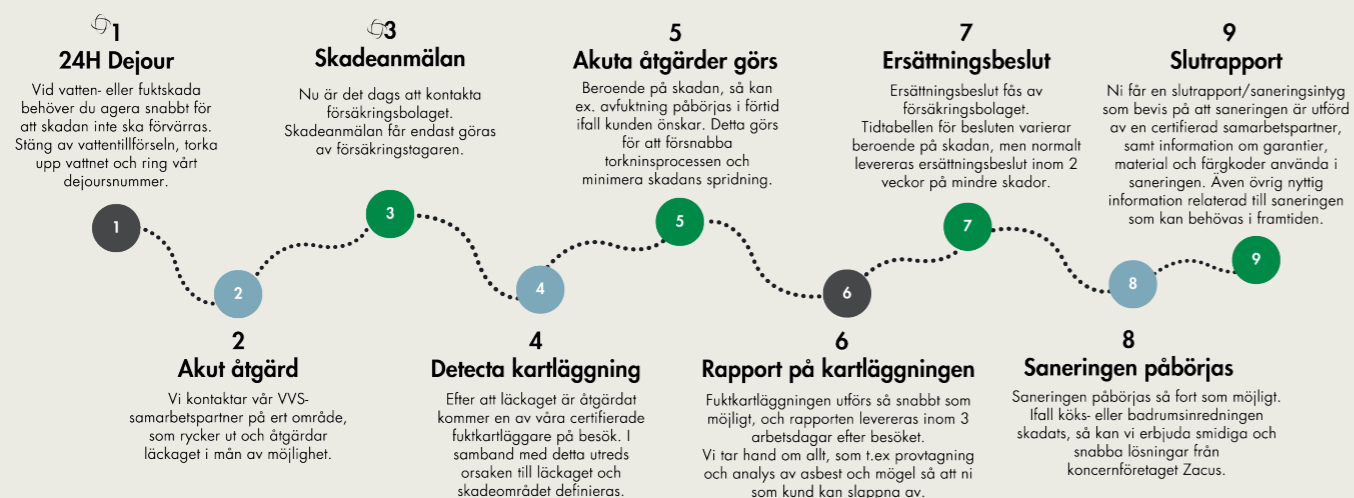 1
24H Dejour
Vid vatten- eller fuktskada
behöver du agera snabbt för
att skadan inte ska förvärras.
Stäng av vattentillförseln, torka
upp vattnet och ring vårt
dejoursnummer.
3
Skadeanmälan
Nu är det dags att kontakta
försäkringsbolaget.
Skadeanmälan får endast göras
av försäkringstagaren.
5
Akuta åtgärder görs
Beroende på skadan, så kan
ex. avfuktning påbörjas i förtid
ifall kunden önskar. Detta görs
för att försnabba
torkninsprocessen och
minimera skadans spridning.
7
Ersättningsbeslut
Ersättningsbeslut fås av
försäkringsbolaget.
Tidtabellen för besluten varierar
beroende på skadan, men normalt
levereras ersättningsbeslut inom 2
veckor på mindre skador.
9
Slutrapport
Ni får en slutrapport/saneringsintyg
som bevis på att saneringen är utförd
av en certifierad samarbetspartner,
samt information om garantier,
material och färgkoder använda i
saneringen. Även övrig nyttig
information relaterad till saneringen
som kan behövas i framtiden.
1
2
3
4
5
6
7
8
9
2
Akut åtgärd
Vi kontaktar vår VVS-
samarbetspartner på ert område,
som rycker ut och åtgärdar
läckaget i mån av möjlighet.
4
Detecta kartläggning
Efter att läckaget är åtgärdat
kommer en av våra certifierade
fuktkartläggare på besök. I
samband med detta utreds
orsaken till läckaget och
skadeområdet definieras.
6
Rapport på kartläggningen
Fuktkartläggningen utförs så snabbt som
möjligt, och rapporten levereras inom 3
arbetsdagar efter besöket.
Vi tar hand om allt, som t.ex provtagning
och analys av asbest och mögel så att ni
som kund kan slappna av.
8
Saneringen påbörjas
Saneringen påbörjas så fort som möjligt.
Ifall köks- eller badrumsinredningen
skadats, så kan vi erbjuda smidiga och
snabba lösningar från
koncernföretaget Zacus.